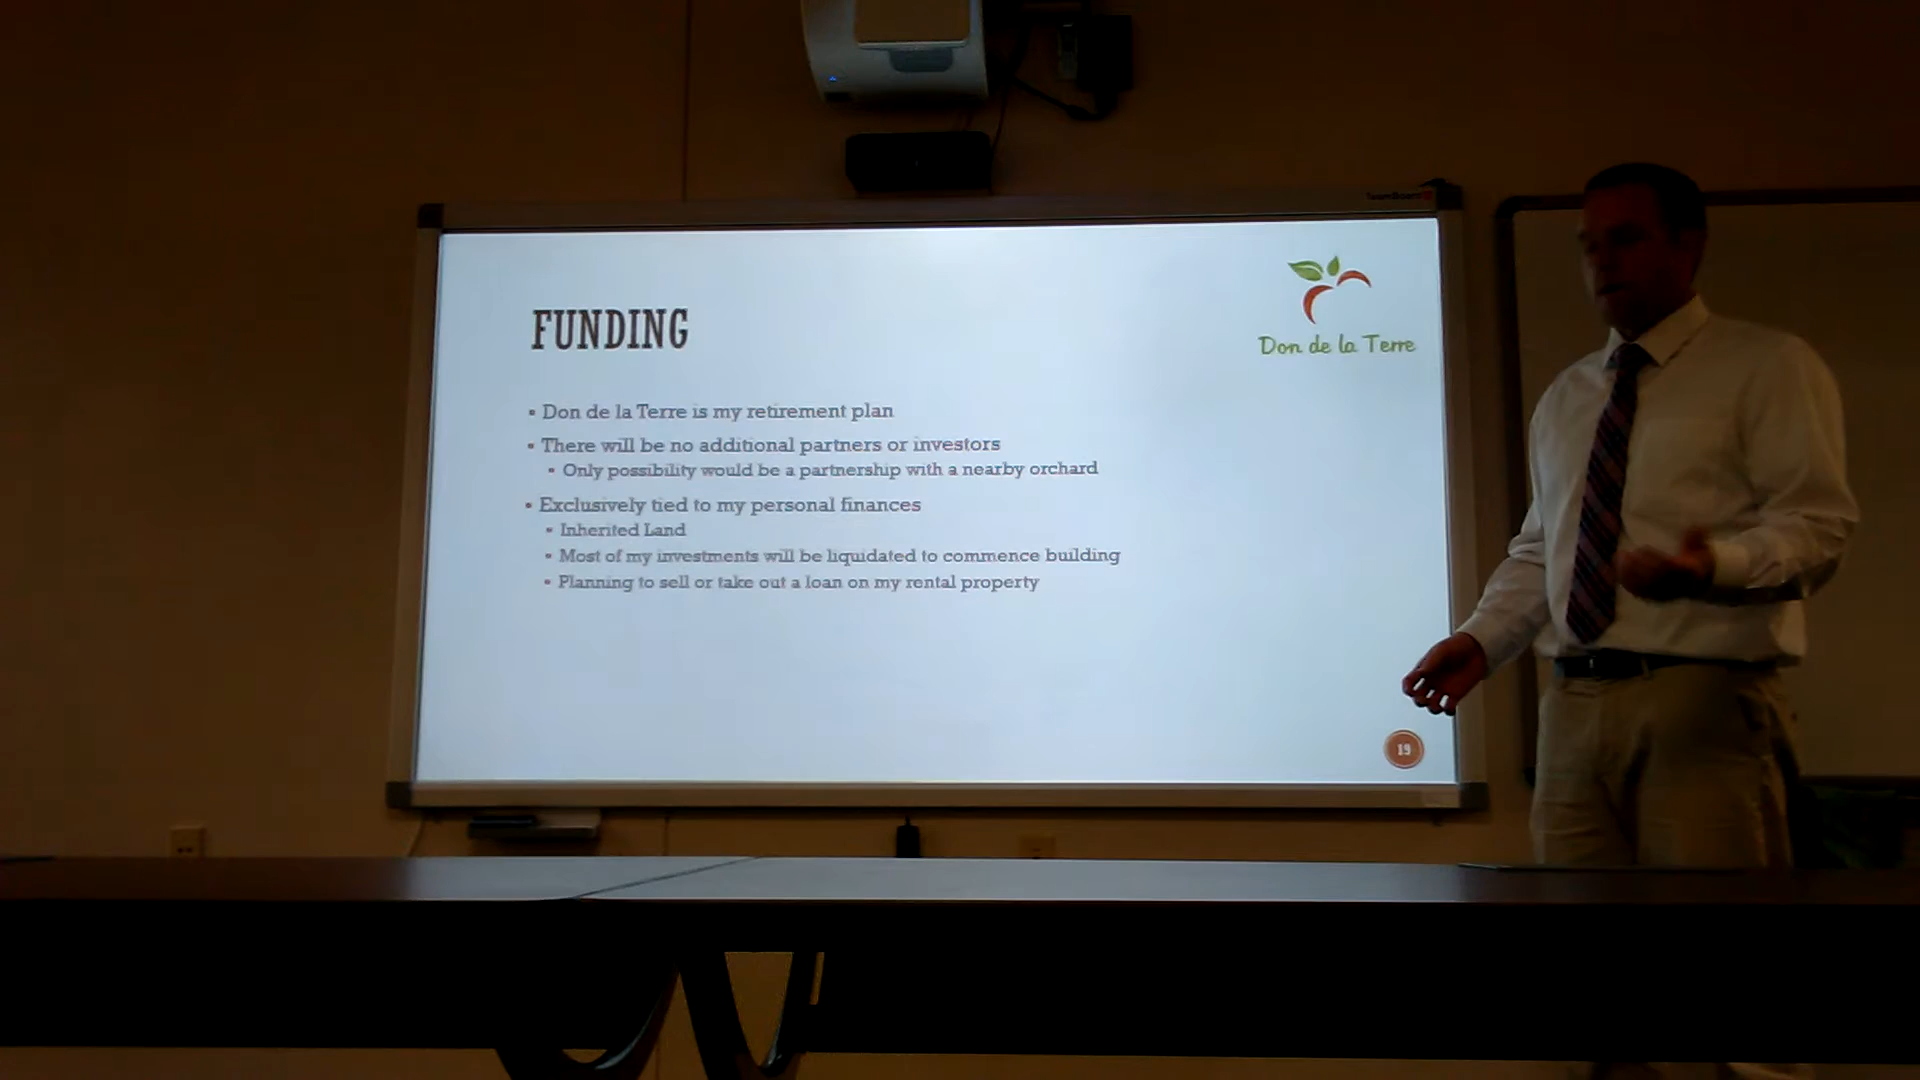 TeamBoard
FUNDING
Don de la Terre
▪ Don de la Terre is my retirement plan
▪ There will be no additional partners or investors
▪ Only possibility would be a partnership with a nearby orchard
▪ Exclusively tied to my personal finances
▪ Inherited Land
▪ Most of my investments will be liquidated to commence building
▪ Planning to sell or take out a loan on my rental property
19